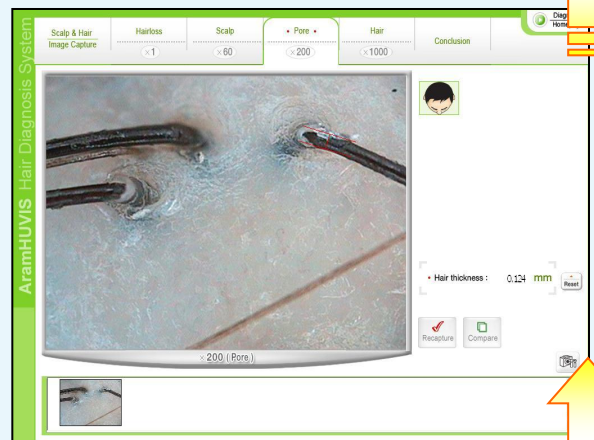 AramHUVIS Hair Diagnosis System
Scalp & Hair
Image Capture
Hairloss
×1
Scalp
×60
• Pore •
×200
Hair
×1000
Conclusion
Home
• Hair thickness :
0.124 mm
Reset
Recapture
Compare
×200 ( Pore )